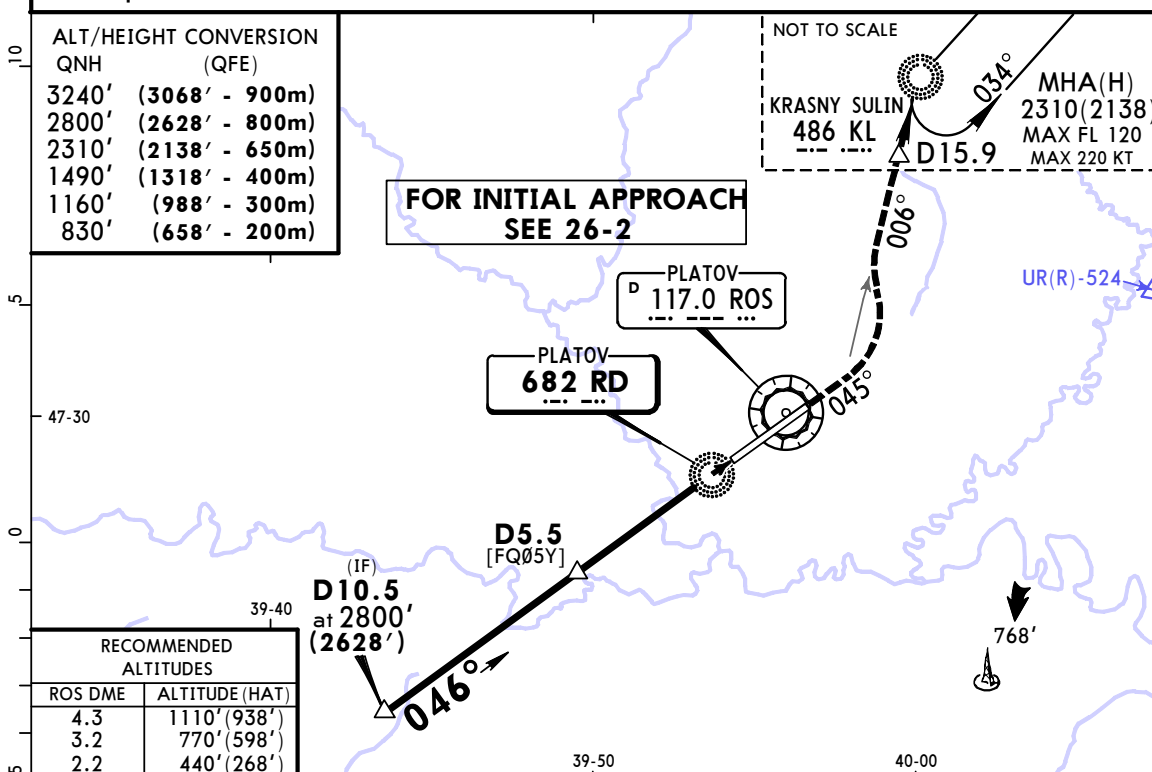 ALT/HEIGHT CONVERSION
QNH (QFE)
3240' (3068' - 900m)
2800' (2628' - 800m)
2310' (2138' - 650m)
1490' (1318' - 400m)
1160' (988' - 300m)
830' (658' - 200m)
NOT TO SCALE
KRASNY SULIN
486 KL
D15.9
034°
MHA(H)
2310(2138)
MAX FL 120
MAX 220 KT
FOR INITIAL APPROACH
SEE 26-2
006°
UR(R)-524
PLATOV
D 117.0 ROS
PLATOV
682 RD
045°
10
5
47-30
0
5
D5.5
[FQØ5Y]
(IF)
D10.5
at 2800'
(2628')
39-40
046°
768'
RECOMMENDED
ALTITUDES
ROS DME ALTITUDE(HAT)
4.3 1110'(938')
3.2 770'(598')
2.2 440'(268')
39-50
40-00